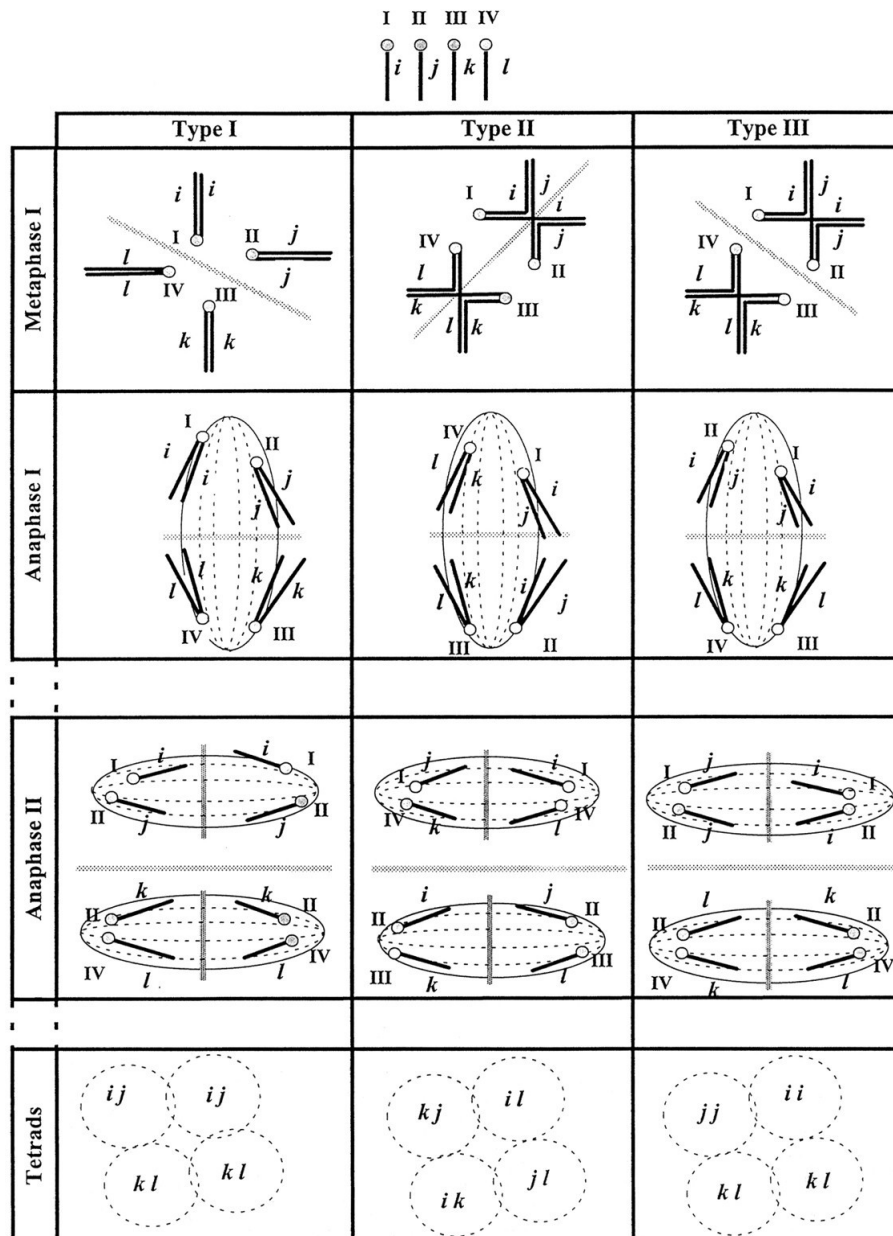 I II III IV
i j k l
Type I Type II Type III
Metaphase I
i i
I II j
l j
l IV III
k k
I i j
IV i
l j
k II
l k III
I i j
IV i
l j
k II
l k III
Anaphase I
I
i i II
j j
l l k k
IV III
IV I
l k i
j
l k i j
III II
II I
i j i
j
l k k l
IV III
Anaphase II
I i i I
II j j II
II k k II
IV l l IV
I j i I
IV k l IV
II i j II
III k l III
I j i I
II j i II
II l k II
IV k l IV
Tetrads
i j i j
k l k l
k j i l
i k j l
j j i i
k l k l